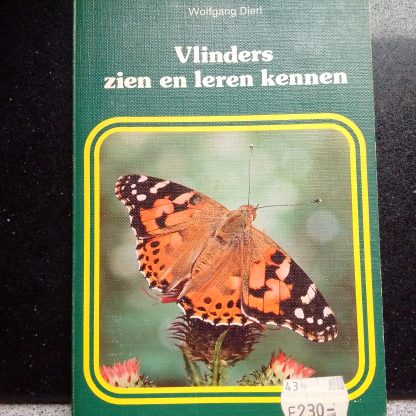 Wolfgang Dierl
Vlinders
zien en leren kennen
43
F230-